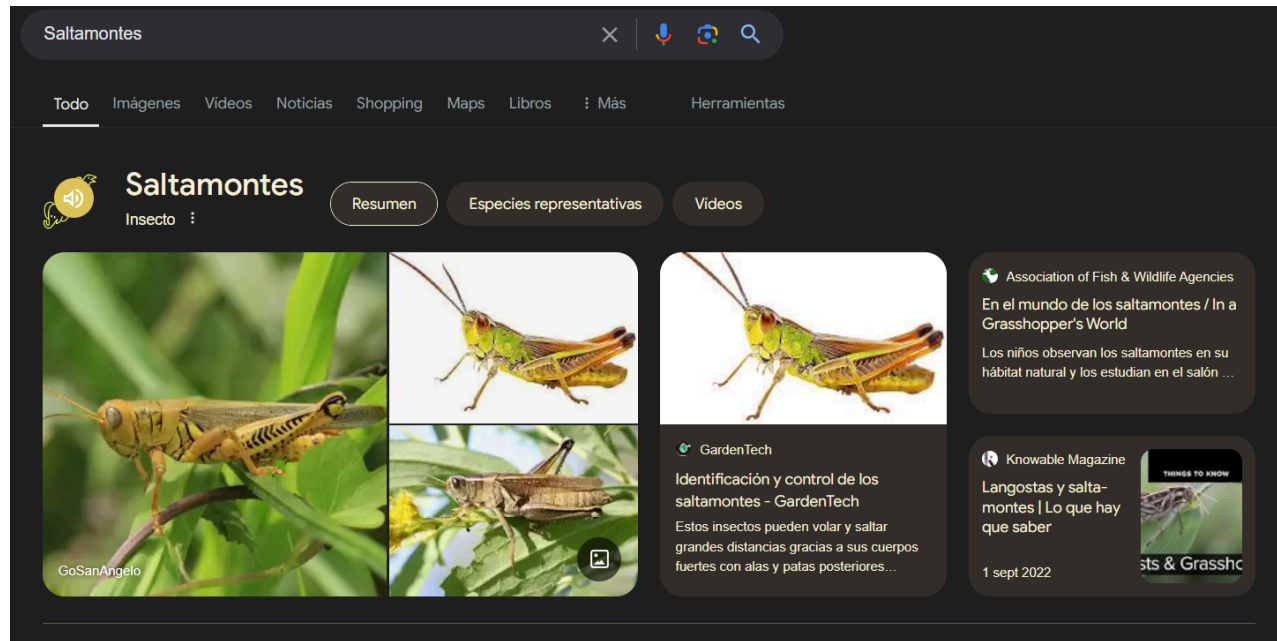 Saltamontes
Todo Imágenes Vídeos Noticias Shopping Maps Libros Más Herramientas
Saltamontes
Insecto
Resumen Especies representativas Vídeos
GoSanAngelo
GardenTech
Identificación y control de los
saltamontes - GardenTech
Estos insectos pueden volar y saltar
grandes distancias gracias a sus cuerpos
fuertes con alas y patas posteriores...
Association of Fish & Wildlife Agencies
En el mundo de los saltamontes / In a
Grasshopper's World
Los niños observan los saltamontes en su
hábitat natural y los estudian en el salón ...
Knowable Magazine
Langostas y salta-
montes | Lo que hay
que saber
1 sept 2022
THINGS TO KNOW
sts & Grassho